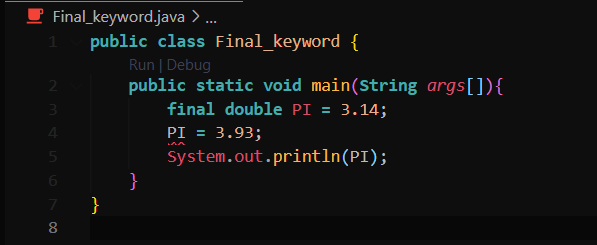 Final_keyword.java > ...
1 public class Final_keyword {
Run | Debug
2 public static void main(String args[]){
3 final double PI = 3.14;
4 PI = 3.93;
5 System.out.println(PI);
6 }
7 }
8